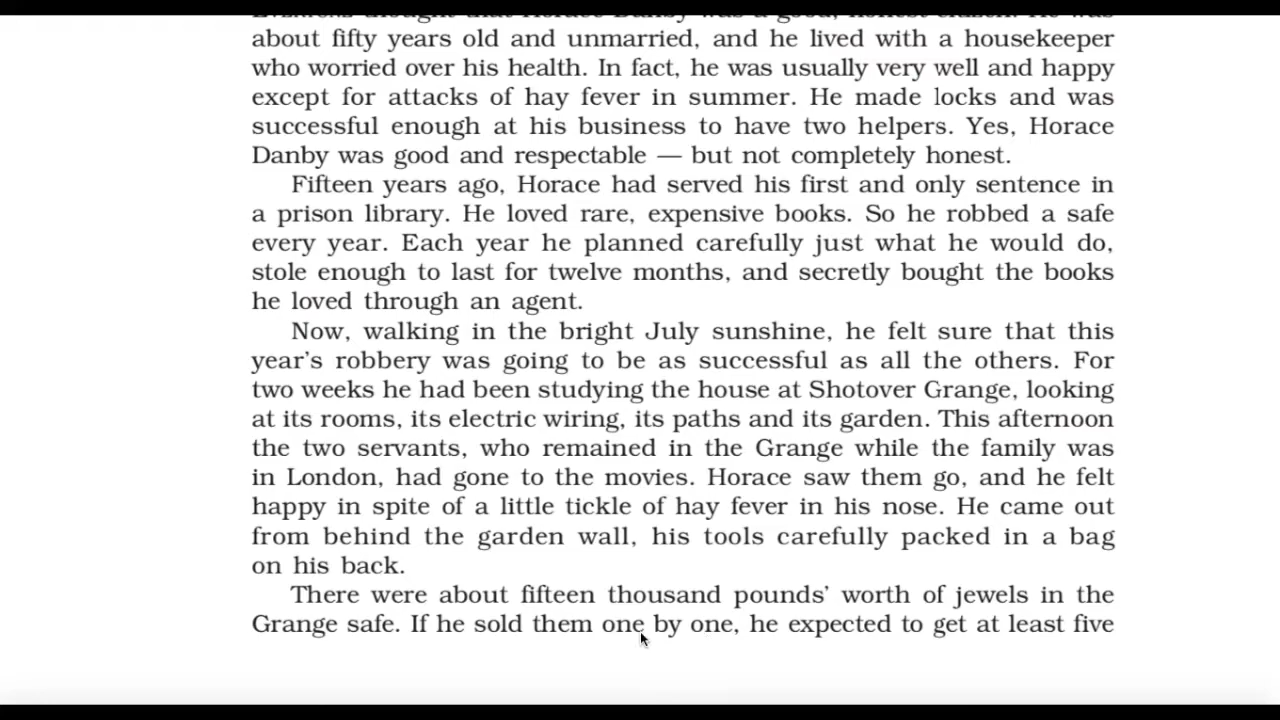 Everyone thought that Horace Danby was a good, honest citizen. He was
about fifty years old and unmarried, and he lived with a housekeeper
who worried over his health. In fact, he was usually very well and happy
except for attacks of hay fever in summer. He made locks and was
successful enough at his business to have two helpers. Yes, Horace
Danby was good and respectable — but not completely honest.
Fifteen years ago, Horace had served his first and only sentence in
a prison library. He loved rare, expensive books. So he robbed a safe
every year. Each year he planned carefully just what he would do,
stole enough to last for twelve months, and secretly bought the books
he loved through an agent.
Now, walking in the bright July sunshine, he felt sure that this
year's robbery was going to be as successful as all the others. For
two weeks he had been studying the house at Shotover Grange, looking
at its rooms, its electric wiring, its paths and its garden. This afternoon
the two servants, who remained in the Grange while the family was
in London, had gone to the movies. Horace saw them go, and he felt
happy in spite of a little tickle of hay fever in his nose. He came out
from behind the garden wall, his tools carefully packed in a bag
on his back.
There were about fifteen thousand pounds' worth of jewels in the
Grange safe. If he sold them one by one, he expected to get at least five